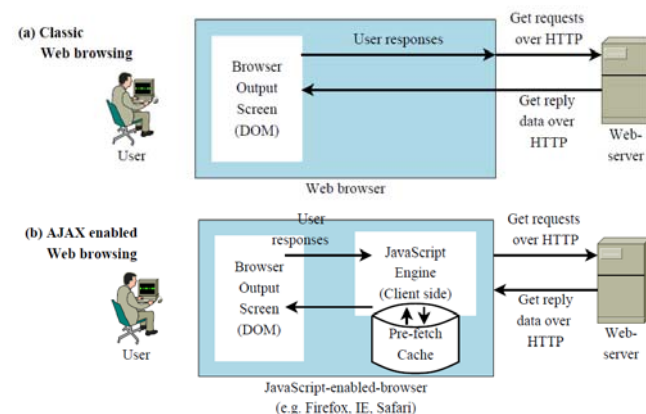 (a) Classic
Web browsing
User
Browser
Output
Screen
(DOM)
User responses
Web browser
Get requests
over HTTP
Get reply
data over
HTTP
Web-
server
(b) AJAX enabled
Web browsing
User
Browser
Output
Screen
(DOM)
User
responses
JavaScript
Engine
(Client side)
Pre-fetch
Cache
JavaScript-enabled-browser
(e.g. Firefox, IE, Safari)
Get requests
over HTTP
Get reply
data over
HTTP
Web-
server